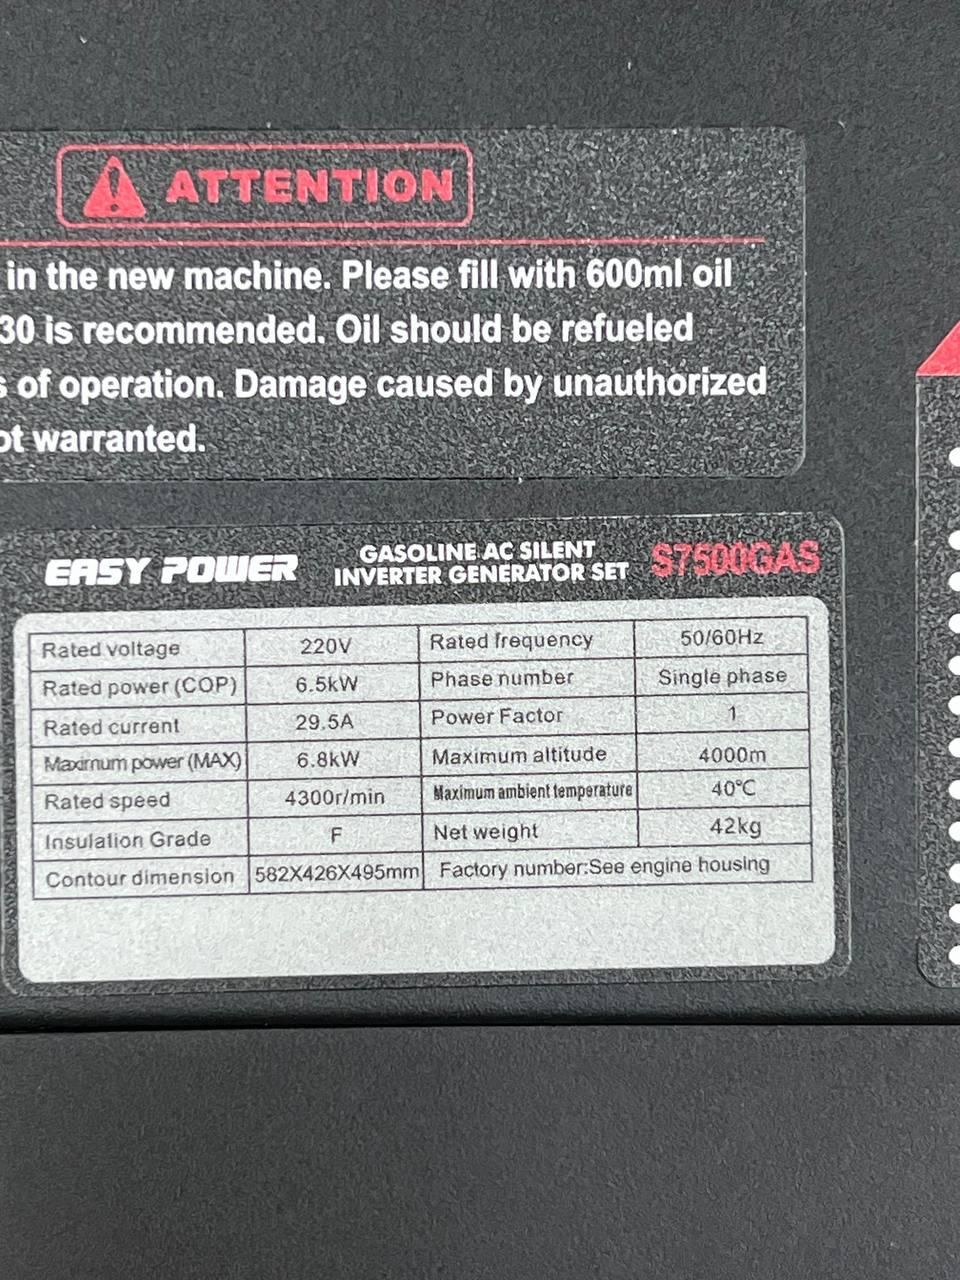 ATTENTION
in the new machine. Please fill with 600ml oil
30 is recommended. Oil should be refueled
s of operation. Damage caused by unauthorized
ot warranted.
EASY POWER GASOLINE AC SILENT INVERTER GENERATOR SET S7500GAS
Rated voltage 220V Rated frequency 50/60Hz
Rated power (COP) 6.5kW Phase number Single phase
Rated current 29.5A Power Factor 1
Maximum power (MAX) 6.8kW Maximum altitude 4000m
Rated speed 4300r/min Maximum ambient temperature 40℃
Insulation Grade F Net weight 42kg
Contour dimension 582X426X495mm Factory number:See engine housing